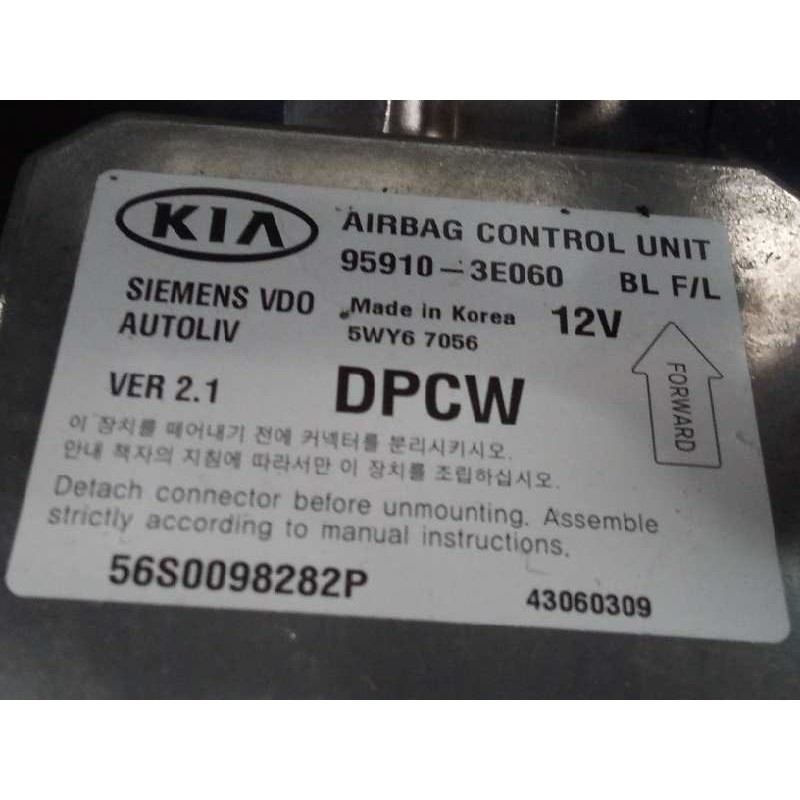 KIA AIRBAG CONTROL UNIT
95910-3E060 BL F/L
SIEMENS VDO Made in Korea 12V
AUTOLIV 5WY6 7056
VER 2.1 DPCW
FORWARD
이 장치를 떼어내기 전에 커넥터를 분리시키시오.
안내 책자의 지침에 따라서만 이 장치를 조립하십시오.
Detach connector before unmounting. Assemble
strictly according to manual instructions.
56S0098282P 43060309